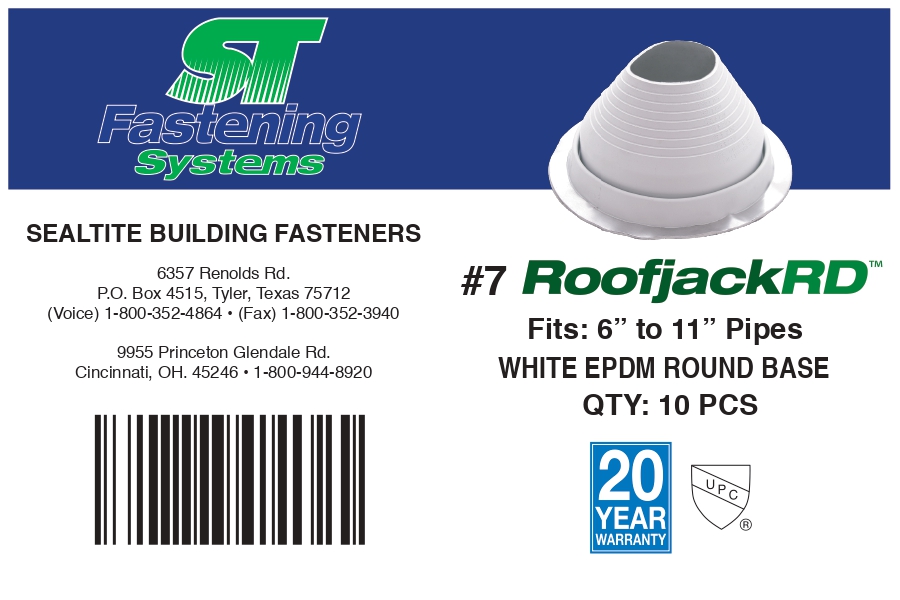 ST
Fastening
Systems
SEALTITE BUILDING FASTENERS
6357 Renolds Rd.
P.O. Box 4515, Tyler, Texas 75712
(Voice) 1-800-352-4864 • (Fax) 1-800-352-3940
9955 Princeton Glendale Rd.
Cincinnati, OH. 45246 • 1-800-944-8920
#7 RoofjackRD™
Fits: 6” to 11” Pipes
WHITE EPDM ROUND BASE
QTY: 10 PCS
20
YEAR
WARRANTY
UPC
®